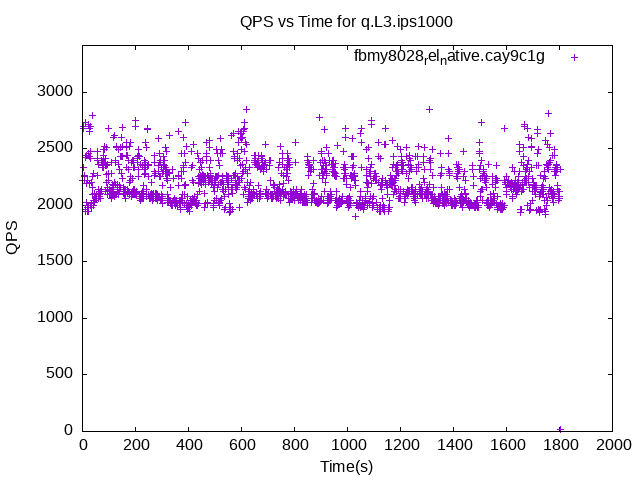 QPS vs Time for q.L3.ips1000
fbmy8028relnative.cay9c1g
3000
2500
2000
1500
1000
500
0
QPS
0 200 400 600 800 1000 1200 1400 1600 1800 2000
Time(s)